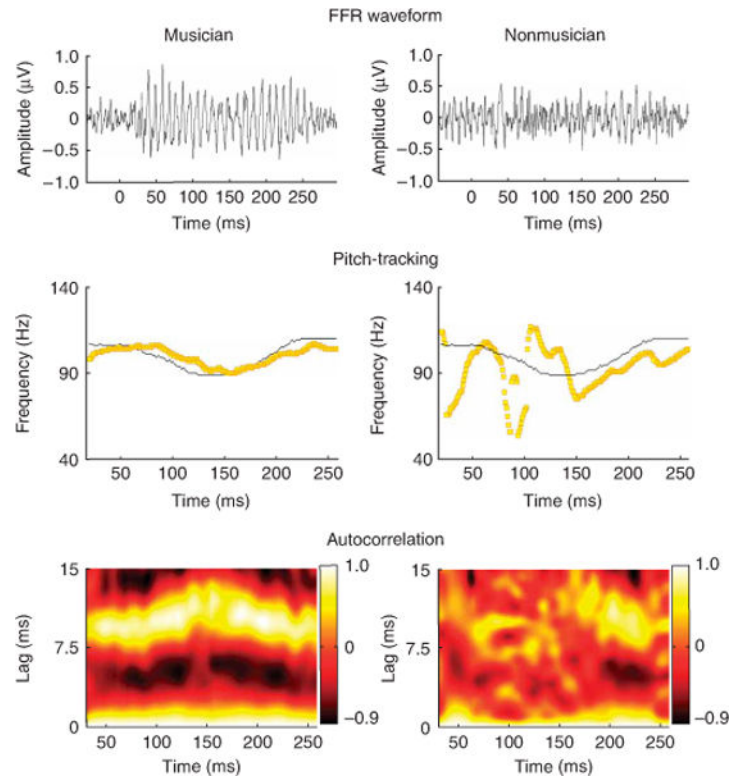 FFR waveform
Musician
Nonmusician
Amplitude (µV)
1.0
0.5
0
−0.5
−1.0
0 50 100 150 200 250
Time (ms)
Amplitude (µV)
1.0
0.5
0
−0.5
−1.0
0 50 100 150 200 250
Time (ms)
Pitch-tracking
Frequency (Hz)
140
90
40
50 100 150 200 250
Time (ms)
Frequency (Hz)
140
90
40
50 100 150 200 250
Time (ms)
Autocorrelation
Lag (ms)
15
7.5
0
50 100 150 200 250
Time (ms)
1.0
0
−0.9
Lag (ms)
15
7.5
0
50 100 150 200 250
Time (ms)
1.0
0
−0.9